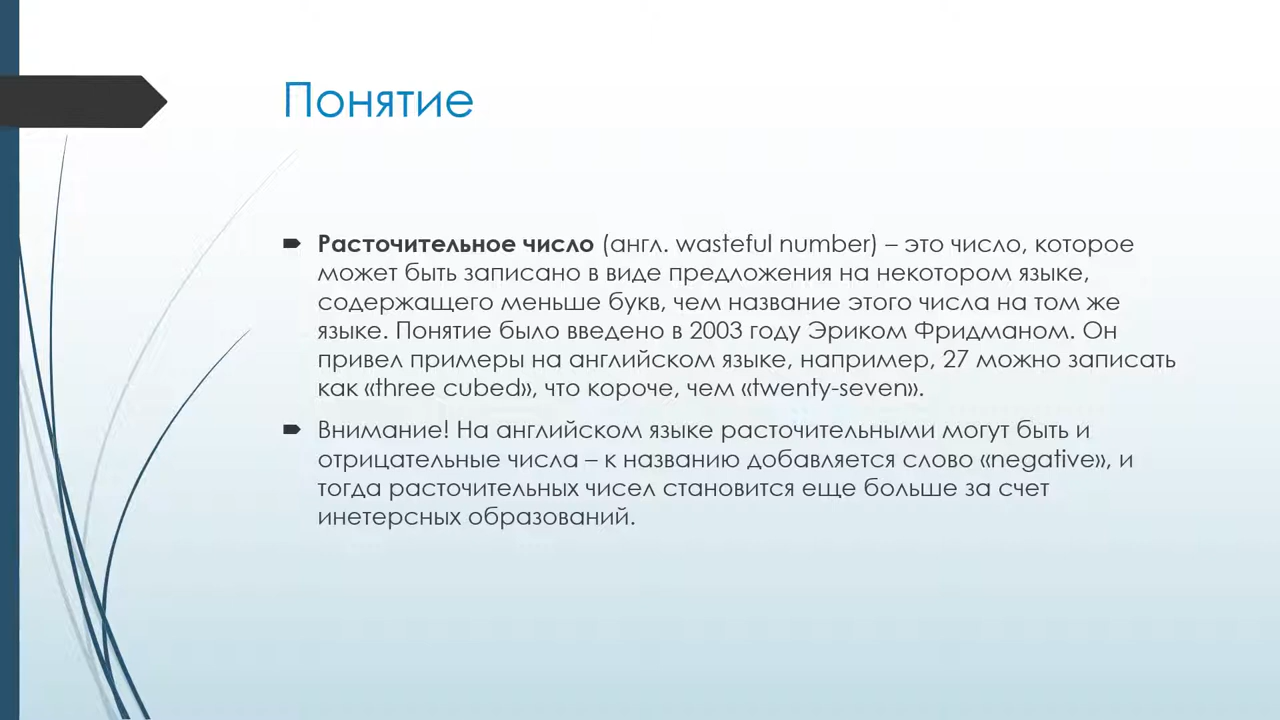 Понятие
Расточительное число (англ. wasteful number) – это число, которое
может быть записано в виде предложения на некотором языке,
содержащего меньше букв, чем название этого числа на том же
языке. Понятие было введено в 2003 году Эриком Фридманом. Он
привел примеры на английском языке, например, 27 можно записать
как «three cubed», что короче, чем «twenty-seven».
Внимание! На английском языке расточительными могут быть и
отрицательные числа – к названию добавляется слово «negative», и
тогда расточительных чисел становится еще больше за счет
инетерсных образований.